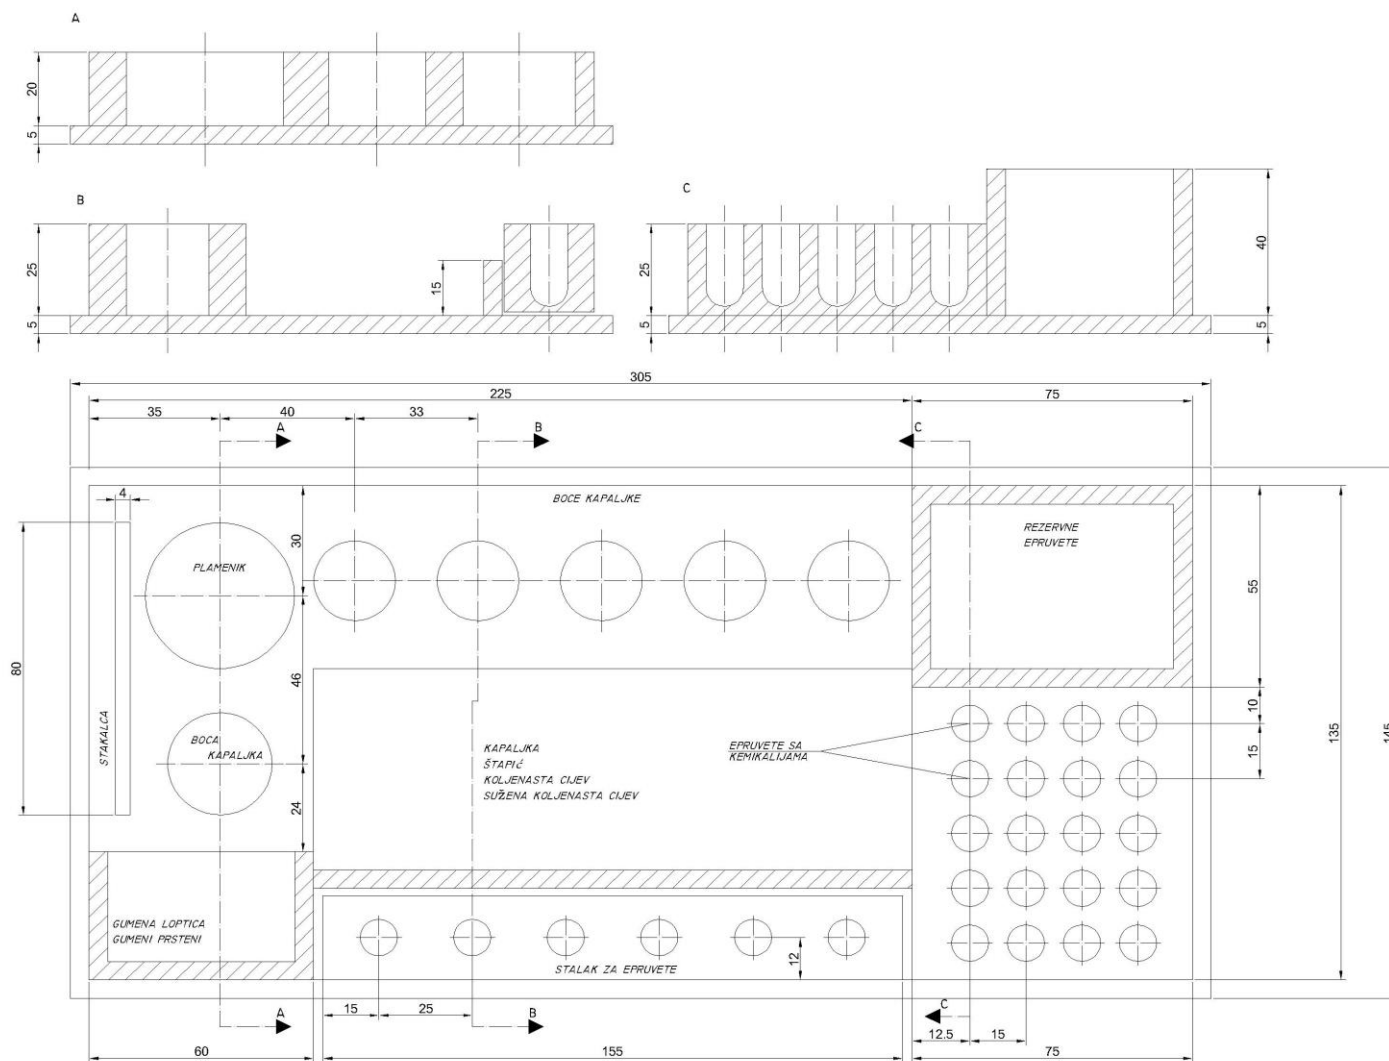 A
20
5
B
25
5
15
C
25
5
40
5
305
225
75
35
40
33
A
B
C
4
BOCE KAPALJKE
30
PLAMENIK
REZERVNE
EPRUVETE
55
80
46
10
STAKALCA
BOCA
KAPALJKA
KAPALJKA
ŠTAPIĆ
KOLJENASTA CIJEV
SUŽENA KOLJENASTA CIJEV
EPRUVETE SA
KEMIKALIJAMA
15
135
145
24
GUMENA LOPTICA
GUMENI PRSTENI
12
STALAK ZA EPRUVETE
A
15
25
B
C
12.5
15
60
155
75